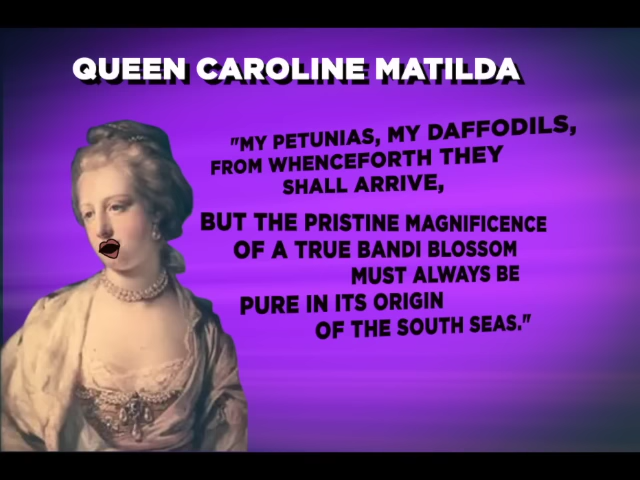 QUEEN CAROLINE MATILDA
"MY PETUNIAS, MY DAFFODILS,
FROM WHENCEFORTH THEY
SHALL ARRIVE,
BUT THE PRISTINE MAGNIFICENCE
OF A TRUE BANDI BLOSSOM
MUST ALWAYS BE
PURE IN ITS ORIGIN
OF THE SOUTH SEAS."